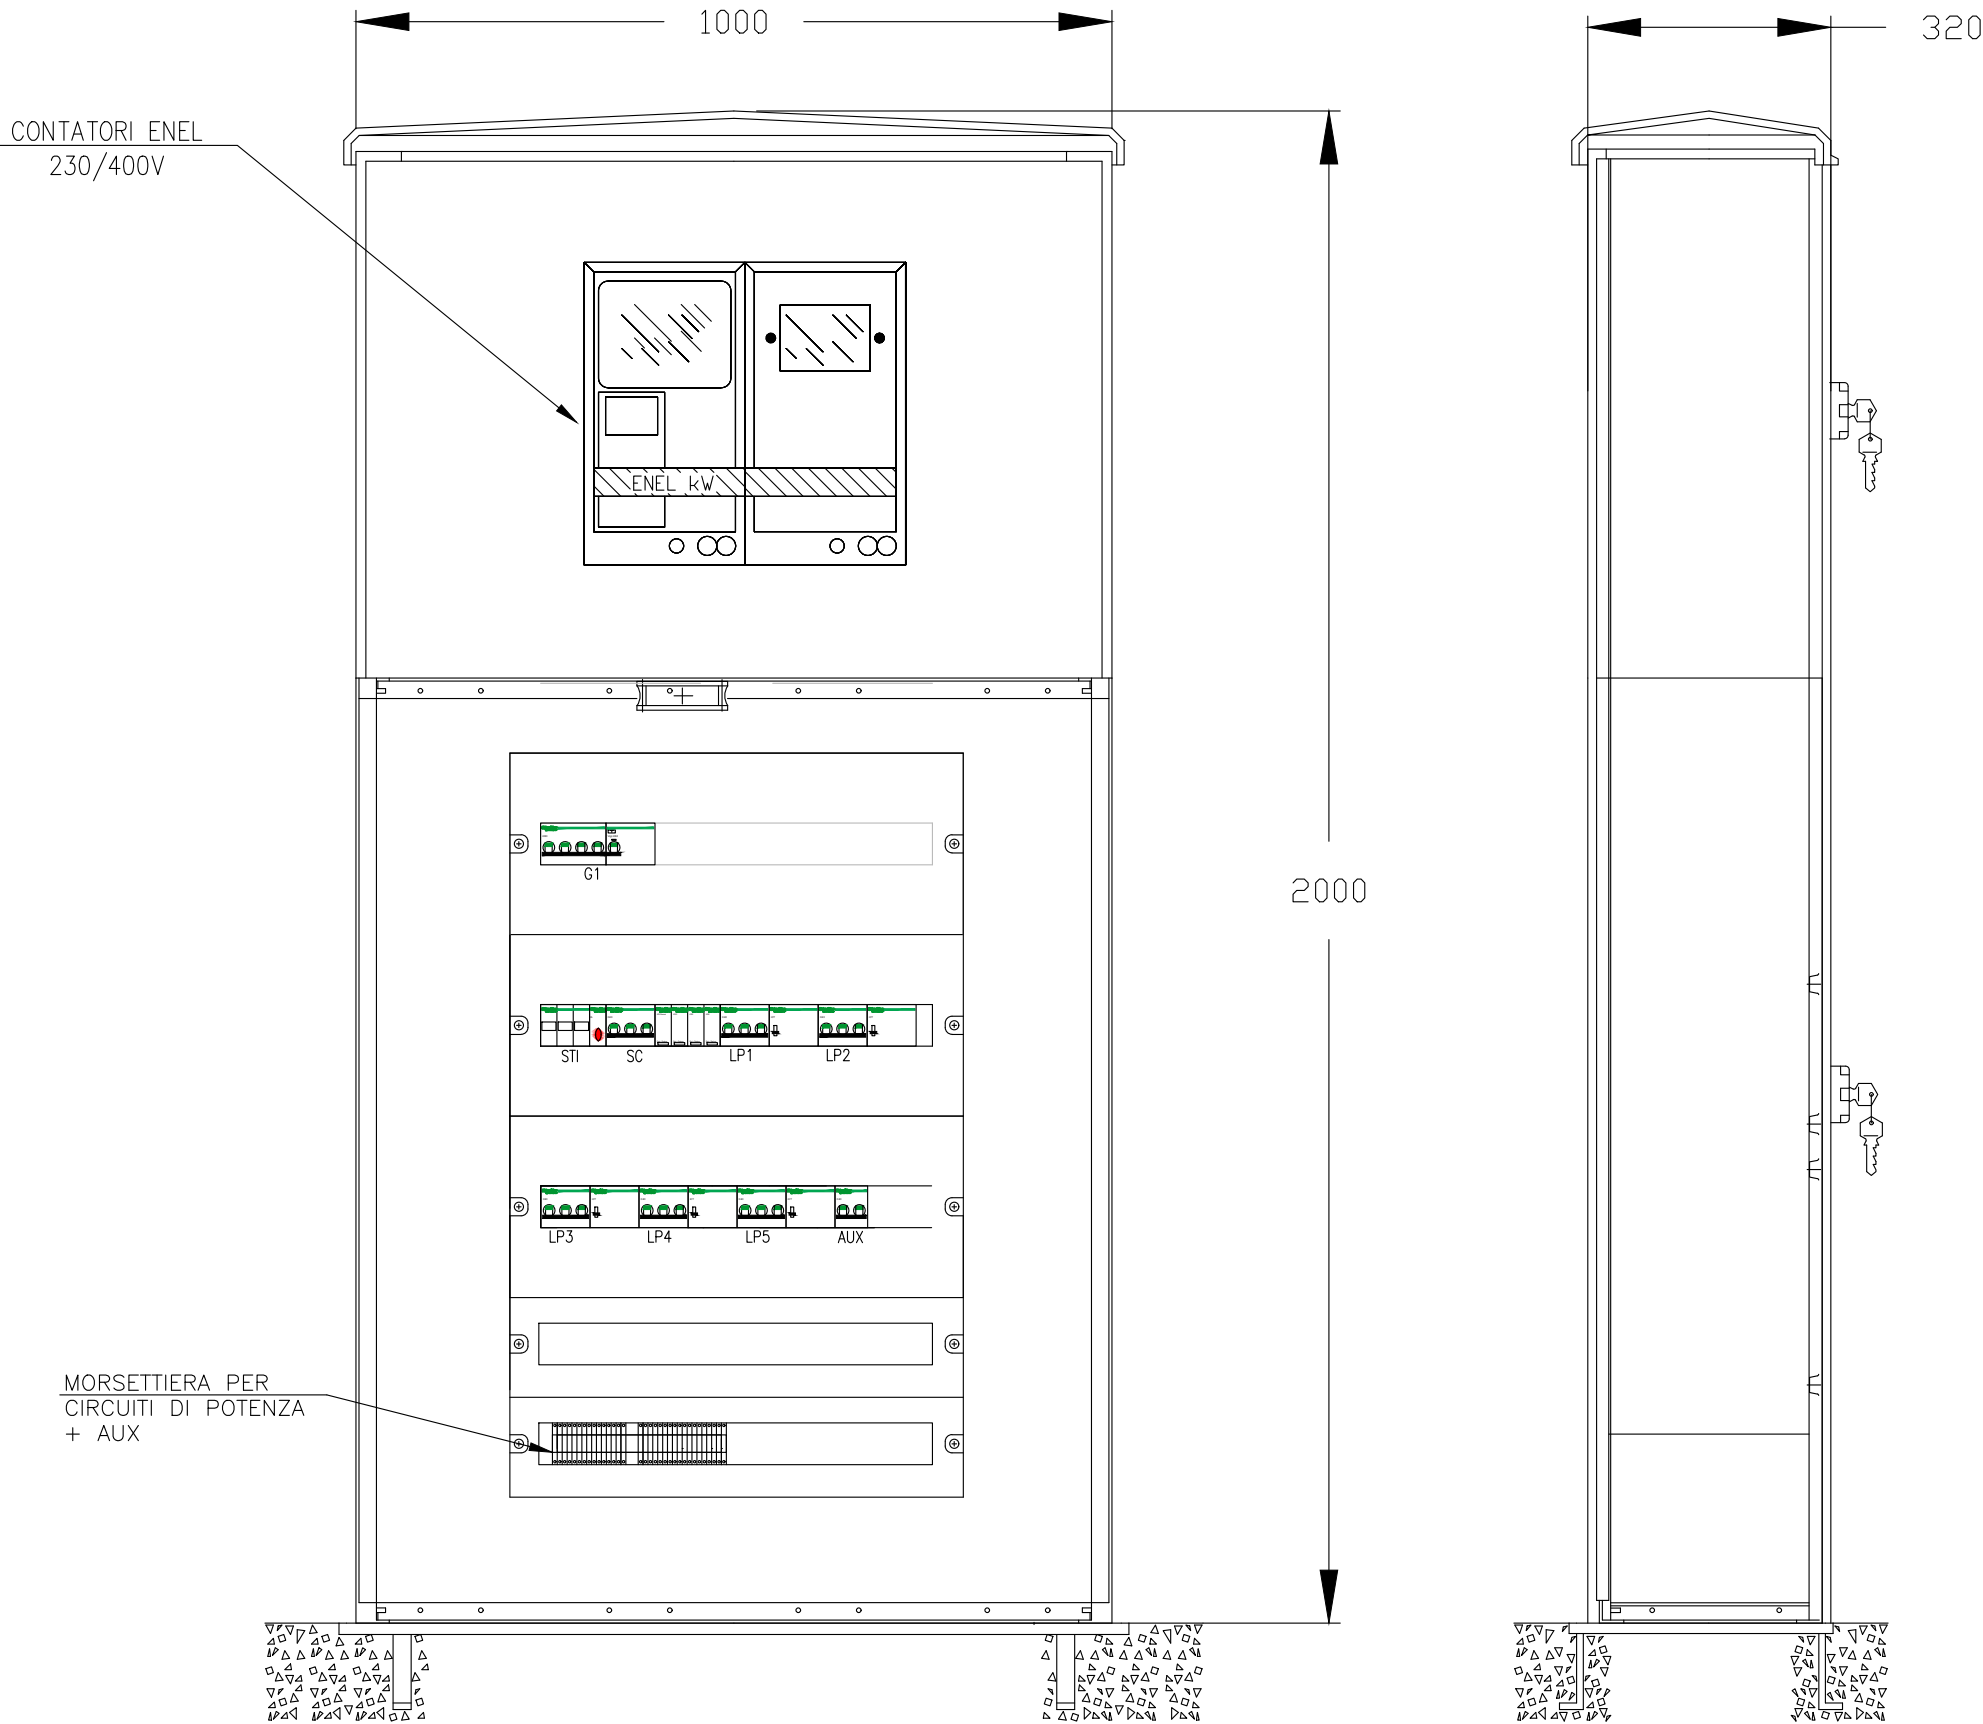 1000
320
CONTATORI ENEL
230/400V
ENEL kW
2000
G1
STI SC LP1 LP2
LP3 LP4 LP5 AUX
MORSETTIERA PER
CIRCUITI DI POTENZA
+ AUX